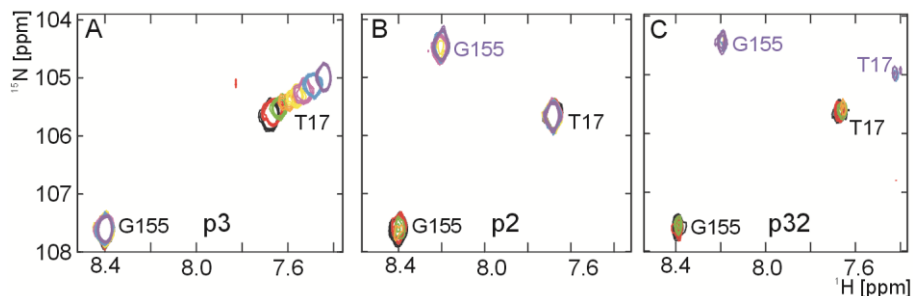 A
B
C
¹⁵N [ppm]
104
105
106
107
108
T17
G155
p3
G155
T17
G155
p2
G155
T17
T17
G155
p32
8.4
8.0
7.6
8.4
8.0
7.6
8.4
8.0
7.6
¹H [ppm]